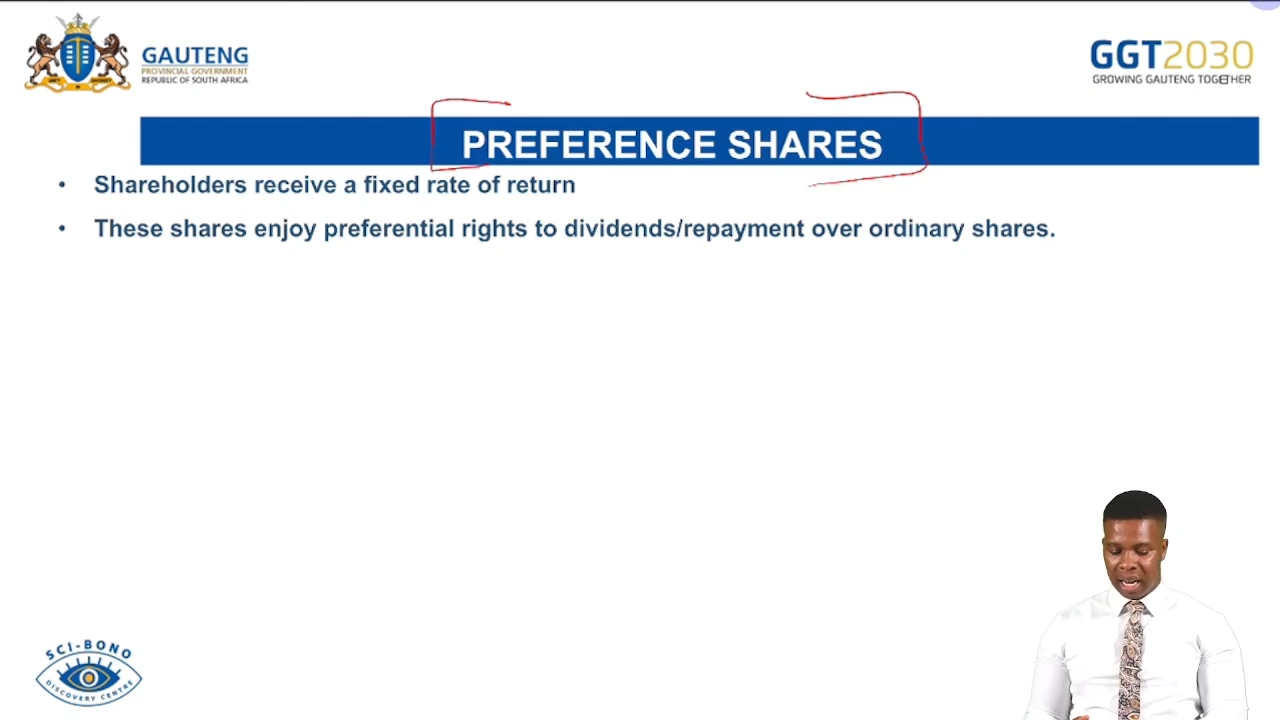 GAUTENG
PROVINCIAL GOVERNMENT
REPUBLIC OF SOUTH AFRICA
GGT2030
GROWING GAUTENG TOGETHER
PREFERENCE SHARES
• Shareholders receive a fixed rate of return
• These shares enjoy preferential rights to dividends/repayment over ordinary shares.
SCI-BONO
DISCOVERY CENTRE